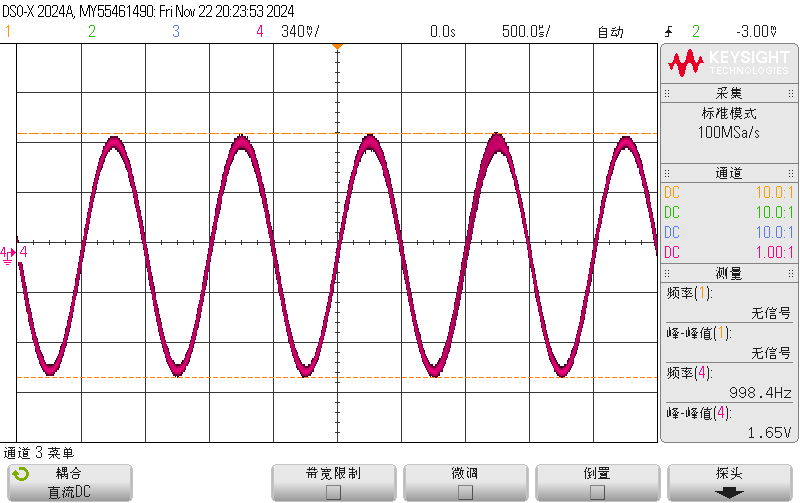 DSO-X 2024A, MY55461490: Fri Nov 22 20:23:53 2024
1 2 3 4 340mV/ 0.0s 500.0us/ 自动 2 -3.00V
KEYSIGHT
TECHNOLOGIES
采集
标准模式
100MSa/s
通道
DC 10.0:1
DC 10.0:1
DC 10.0:1
DC 1.00:1
测量
频率(1):
无信号
峰-峰值(1):
无信号
频率(4):
998.4Hz
峰-峰值(4):
1.65V
4 4
通道 3 菜单
耦合
直流DC
带宽限制
微调
倒置
探头